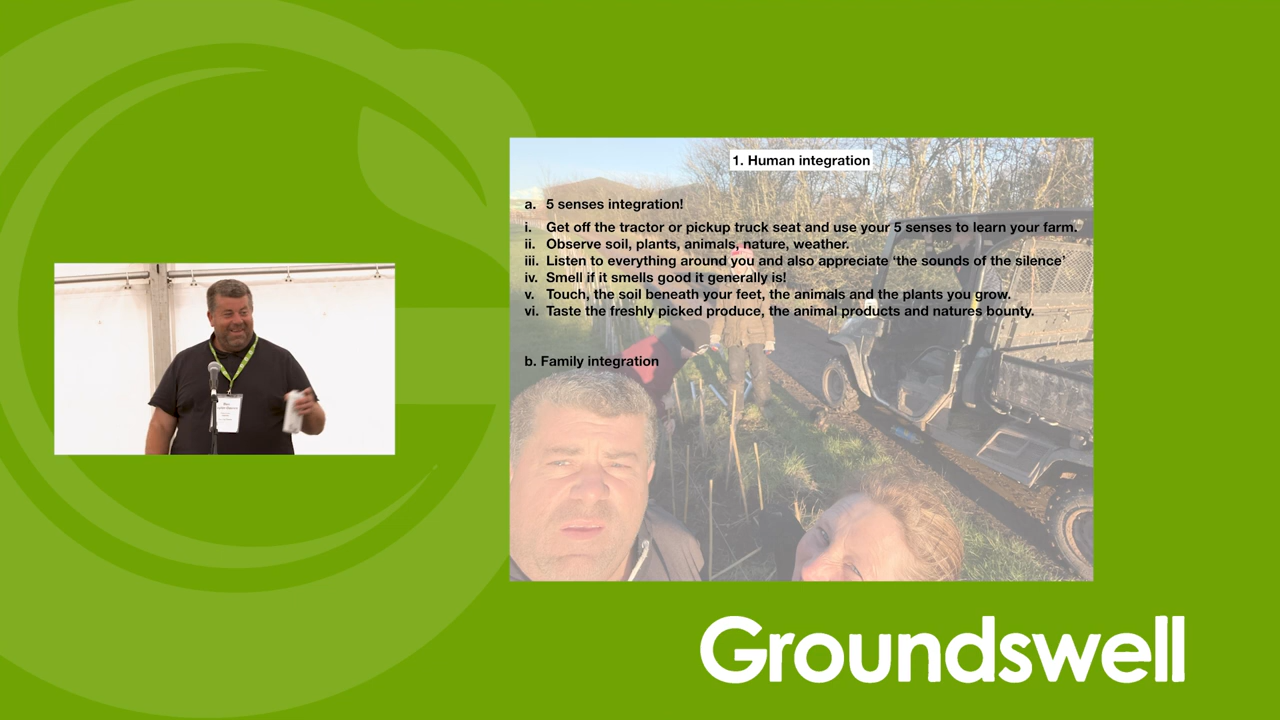 1. Human integration
a. 5 senses integration!
i. Get off the tractor or pickup truck seat and use your 5 senses to learn your farm.
ii. Observe soil, plants, animals, nature, weather.
iii. Listen to everything around you and also appreciate ‘the sounds of the silence’
iv. Smell if it smells good it generally is!
v. Touch, the soil beneath your feet, the animals and the plants you grow.
vi. Taste the freshly picked produce, the animal products and natures bounty.
b. Family integration
Groundswell